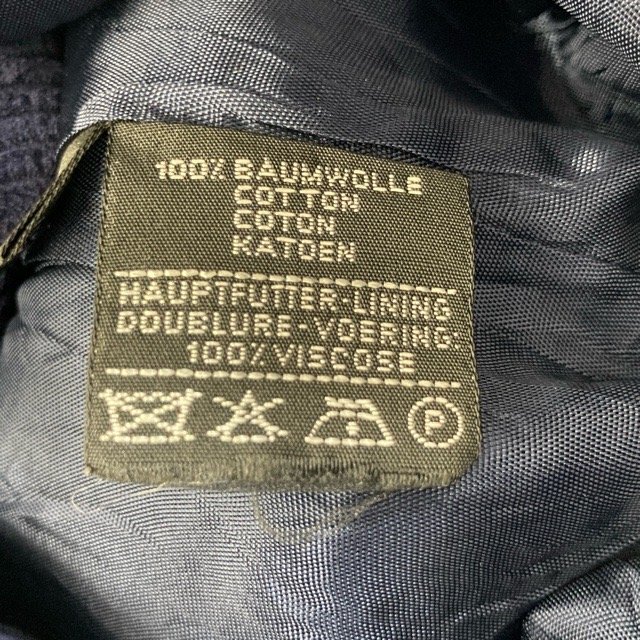 100% BAUMWOLLE
COTTON
COTON
KATOEN
HAUPTFUTTER-LINING
DOUBLURE-VOERING
100% VISCOSE
P